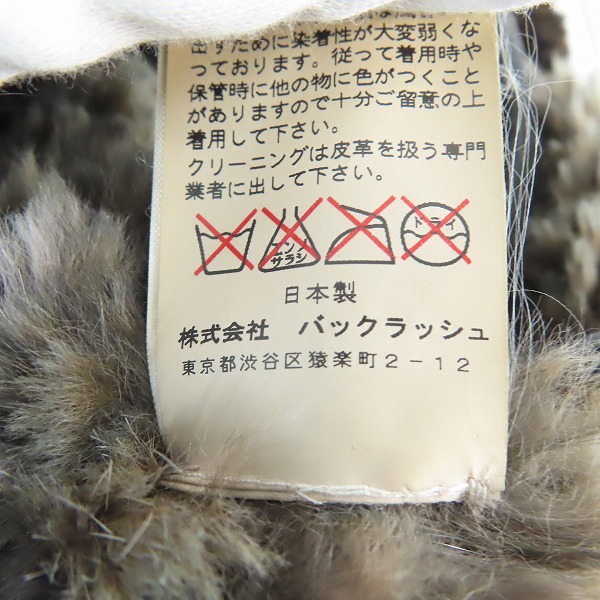 出すために染着性が大変弱くな
っております。従って着用時や
保管時に他の物に色がつくこと
がありますので十分ご留意の上
着用して下さい。
クリーニングは皮革を扱う専門
業者に出して下さい。
エンソ
サラシ
ドライ
日本製
株式会社 バックラッシュ
東京都渋谷区猿楽町2-12